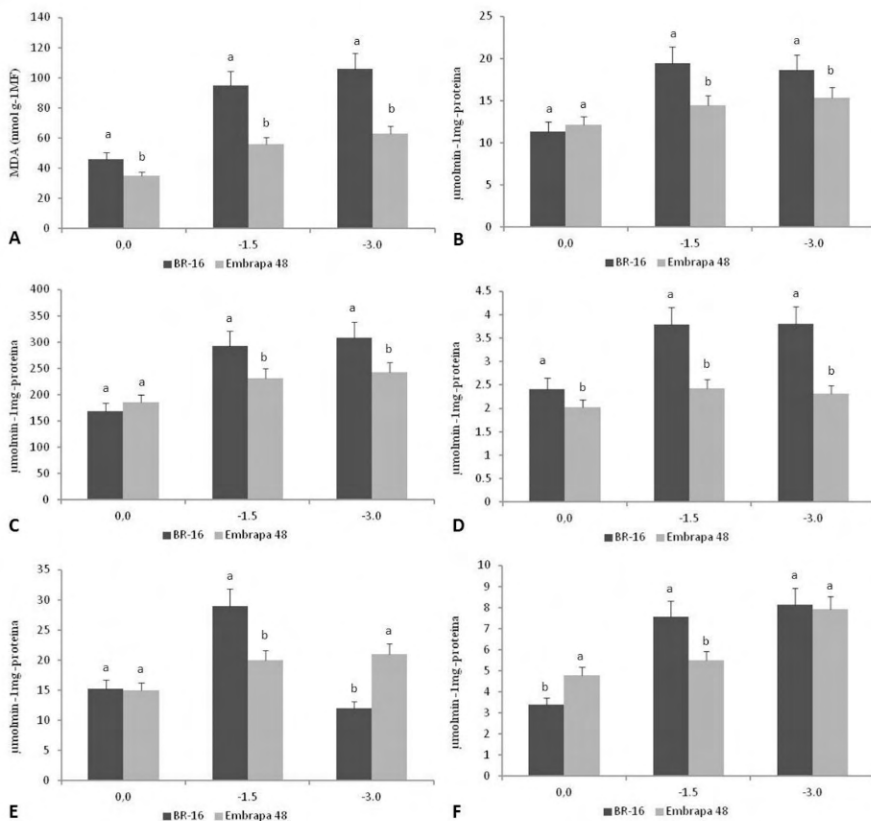 140
120
100
80
60
40
20
0
MDA (nmol g-1MF)
a
b
a
b
a
b
0,0
-1.5
-3.0
A
BR-16
Embrapa 48
25
20
15
10
5
0
µmolmin-1mg-proteina
a
a
a
b
a
b
0,0
-1.5
-3.0
B
BR-16
Embrapa 48
400
350
300
250
200
150
100
50
0
µmolmin-1mg-proteina
a
a
a
b
a
b
0,0
-1.5
-3.0
C
BR-16
Embrapa 48
4.5
4
3.5
3
2.5
2
1.5
1
0.5
0
µmolmin-1mg-proteina
a
b
a
b
a
b
0,0
-1.5
-3.0
D
BR-16
Embrapa 48
35
30
25
20
15
10
5
0
µmolmin-1mg-proteina
a
a
a
b
b
a
0,0
-1.5
-3.0
E
BR-16
Embrapa 48
10
9
8
7
6
5
4
3
2
1
0
µmolmin-1mg-proteina
b
a
a
b
a
a
0,0
-1.5
-3.0
F
BR-16
Embrapa 48